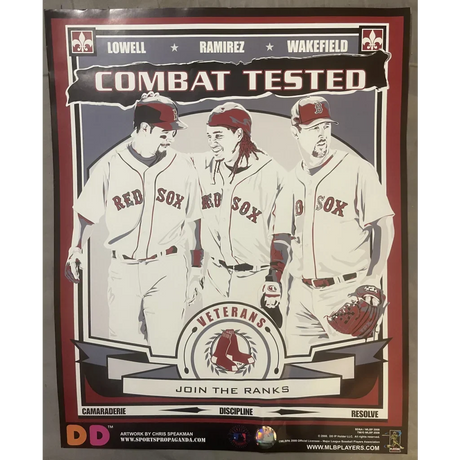 LOWELL ★ RAMIREZ ★ WAKEFIELD
COMBAT TESTED
RED SOX
RED SOX
SOX
VETERANS
JOIN THE RANKS
CAMARADERIE DISCIPLINE RESOLVE
DD™
ARTWORK BY CHRIS SPEAKMAN
WWW.SPORTSPROPAGANDA.COM
WWW.MLBPLAYERS.COM